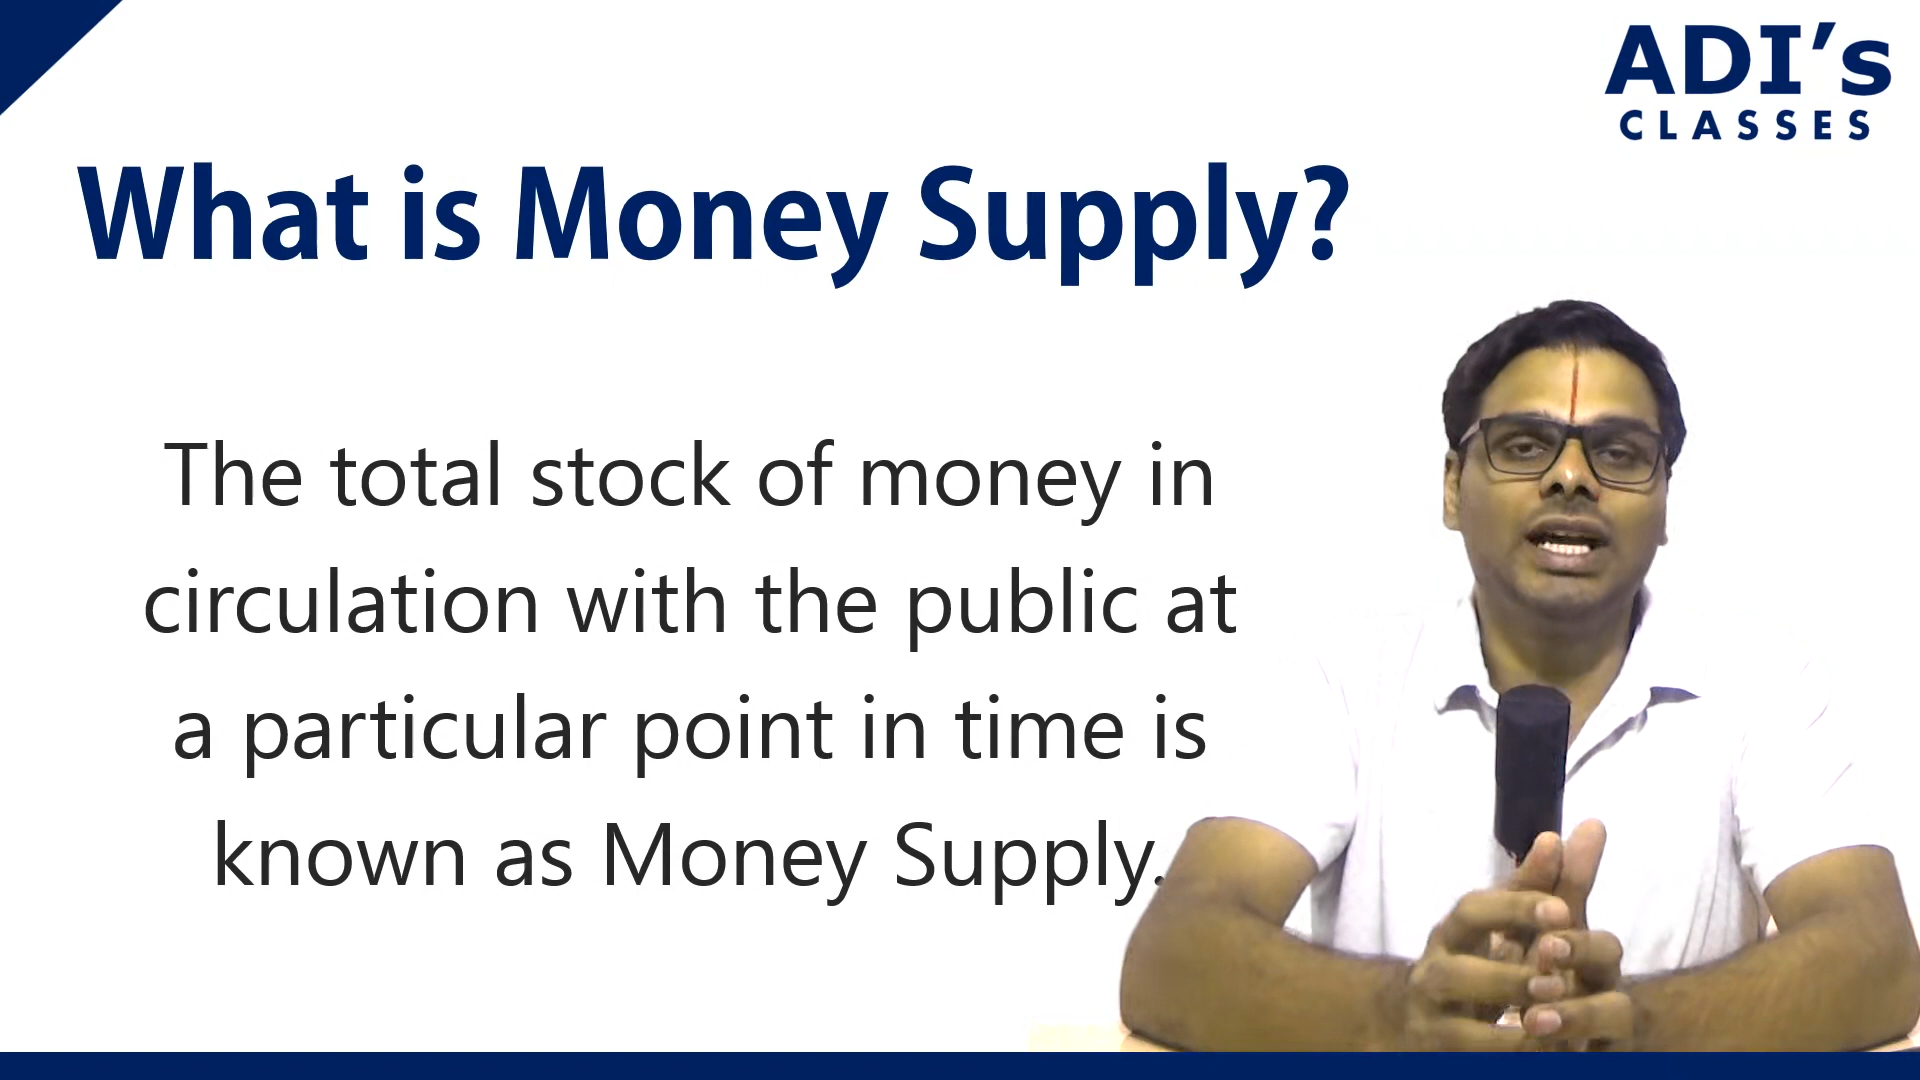 ADI’s
CLASSES
What is Money Supply?
The total stock of money in
circulation with the public at
a particular point in time is
known as Money Supply.